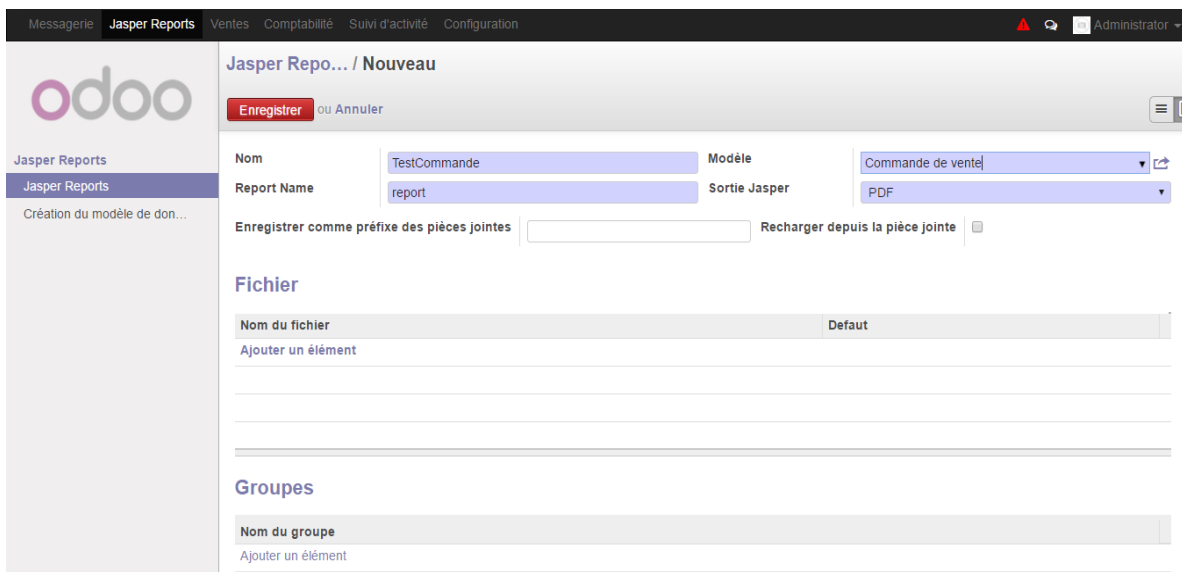 Messagerie Jasper Reports Ventes Comptabilité Suivi d'activité Configuration Administrator
odoo
Jasper Repo… / Nouveau
Enregistrer ou Annuler
Jasper Reports
Jasper Reports
Création du modèle de don…
Nom TestCommande Modèle Commande de vente
Report Name report Sortie Jasper PDF
Enregistrer comme préfixe des pièces jointes Recharger depuis la pièce jointe
Fichier
Nom du fichier Defaut
Ajouter un élément
Groupes
Nom du groupe
Ajouter un élément